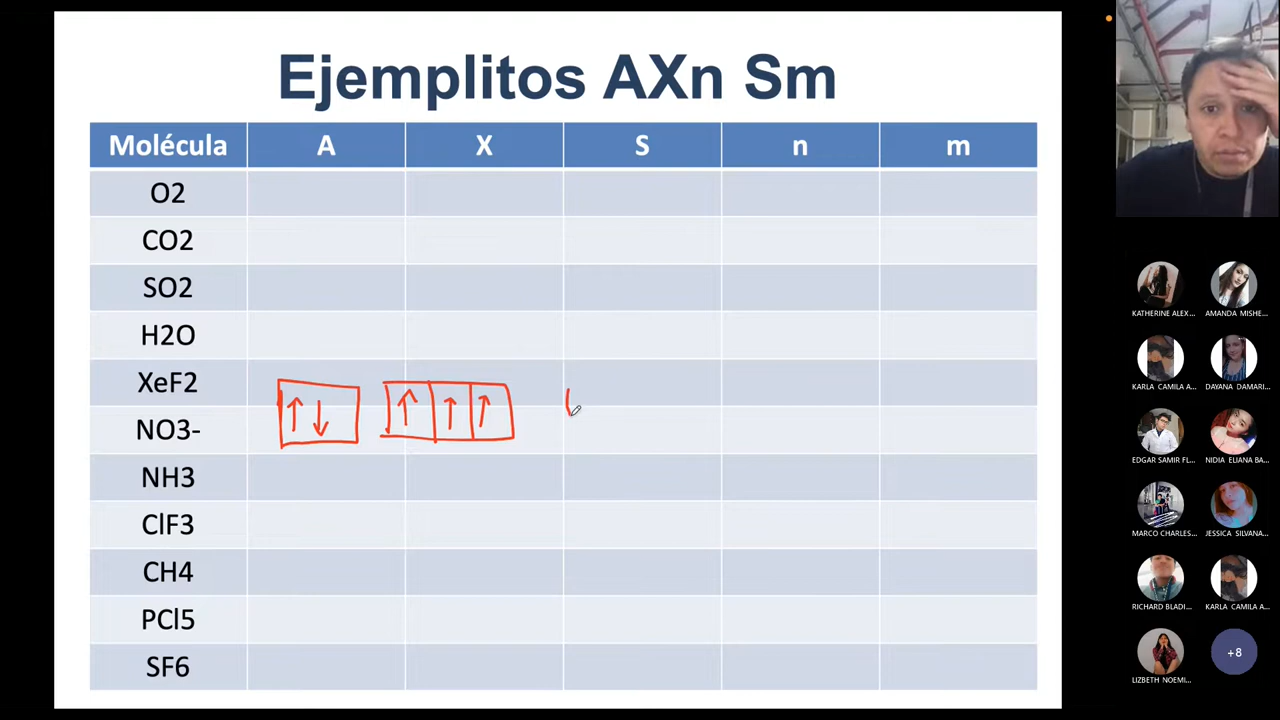 Ejemplitos AXn Sm
Molécula A X S n m
O2
CO2
SO2
H2O
XeF2
NO3-
NH3
ClF3
CH4
PCl5
SF6
KATHERINE ALEX...
AMANDA MISHE...
KARLA CAMILA A...
DAYANA DAMARI...
EDGAR SAMIR FL...
NIDIA ELIANA BA...
MARCO CHARLES...
JESSICA SILVANA...
RICHARD BLADI...
KARLA CAMILA A...
LIZBETH NOEMI...
+8